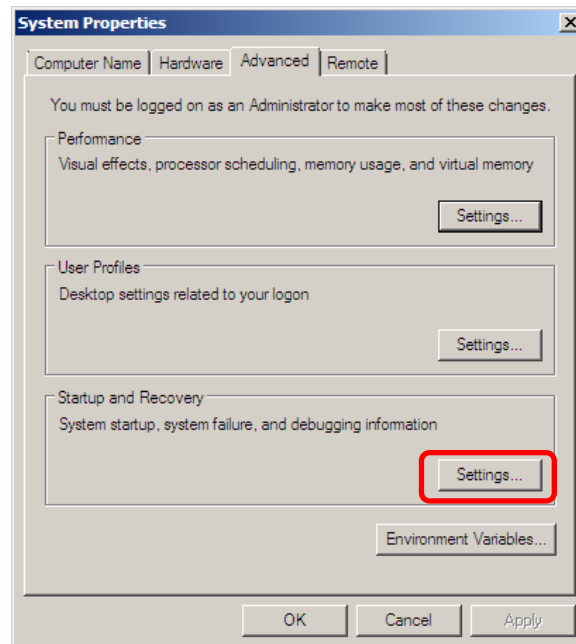 System Properties
Computer Name Hardware Advanced Remote
You must be logged on as an Administrator to make most of these changes.
Performance
Visual effects, processor scheduling, memory usage, and virtual memory
Settings...
User Profiles
Desktop settings related to your logon
Settings...
Startup and Recovery
System startup, system failure, and debugging information
Settings...
Environment Variables...
OK Cancel Apply